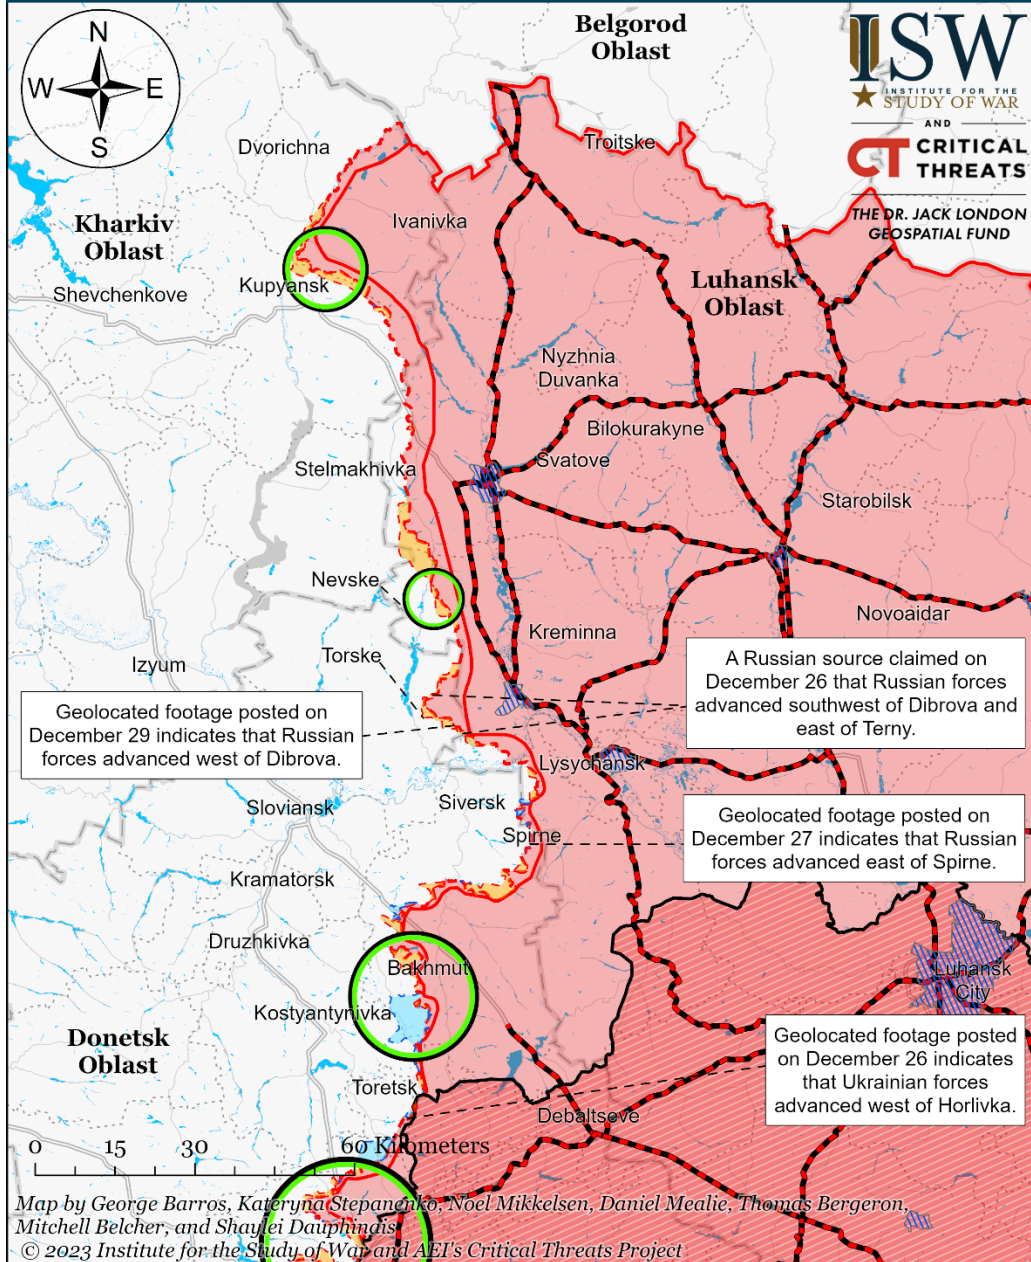 Belgorod
Oblast
ISW
INSTITUTE FOR THE
STUDY OF WAR
AND
CT CRITICAL
THREATS
THE DR. JACK LONDON
GEOSPATIAL FUND
N
W
E
S
Dvorichna
Troitske
Kharkiv
Oblast
Ivanivka
Shevchenkove
Kupyansk
Luhansk
Oblast
Nyzhnia
Duvanka
Bilokurakyne
Stelmakhivka
Svatove
Starobilsk
Nevske
Novoaidar
Kreminna
Torske
Izyum
A Russian source claimed on
December 26 that Russian forces
advanced southwest of Dibrova and
east of Terny.
Geolocated footage posted on
December 29 indicates that Russian
forces advanced west of Dibrova.
Lysychansk
Sloviansk
Siversk
Spirne
Geolocated footage posted on
December 27 indicates that Russian
forces advanced east of Spirne.
Kramatorsk
Druzhkivka
Bakhmut
Luhansk
City
Kostyantynivka
Donetsk
Oblast
Geolocated footage posted
on December 26 indicates
that Ukrainian forces
advanced west of Horlivka.
Toretsk
Debaltseve
0 15 30 60 Kilometers
Map by George Barros, Kateryna Stepanenko, Noel Mikkelsen, Daniel Mealie, Thomas Bergeron,
Mitchell Belcher, and Shaylei Dauphinais
© 2023 Institute for the Study of War and AEI's Critical Threats Project